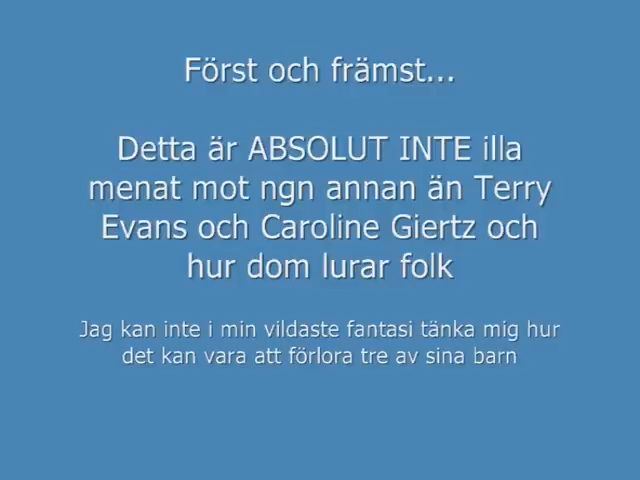 Först och främst...
Detta är ABSOLUT INTE illa
menat mot ngn annan än Terry
Evans och Caroline Giertz och
hur dom lurar folk
Jag kan inte i min vildaste fantasi tänka mig hur
det kan vara att förlora tre av sina barn